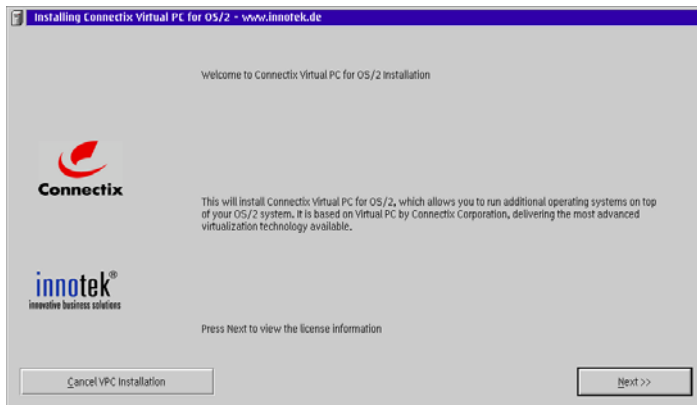 Installing Connectix Virtual PC for OS/2 - www.innotek.de
Welcome to Connectix Virtual PC for OS/2 Installation
Connectix
This will install Connectix Virtual PC for OS/2, which allows you to run additional operating systems on top
of your OS/2 system. It is based on Virtual PC by Connectix Corporation, delivering the most advanced
virtualization technology available.
innotek®
innovative business solutions
Press Next to view the license information
Cancel VPC Installation
Next >>